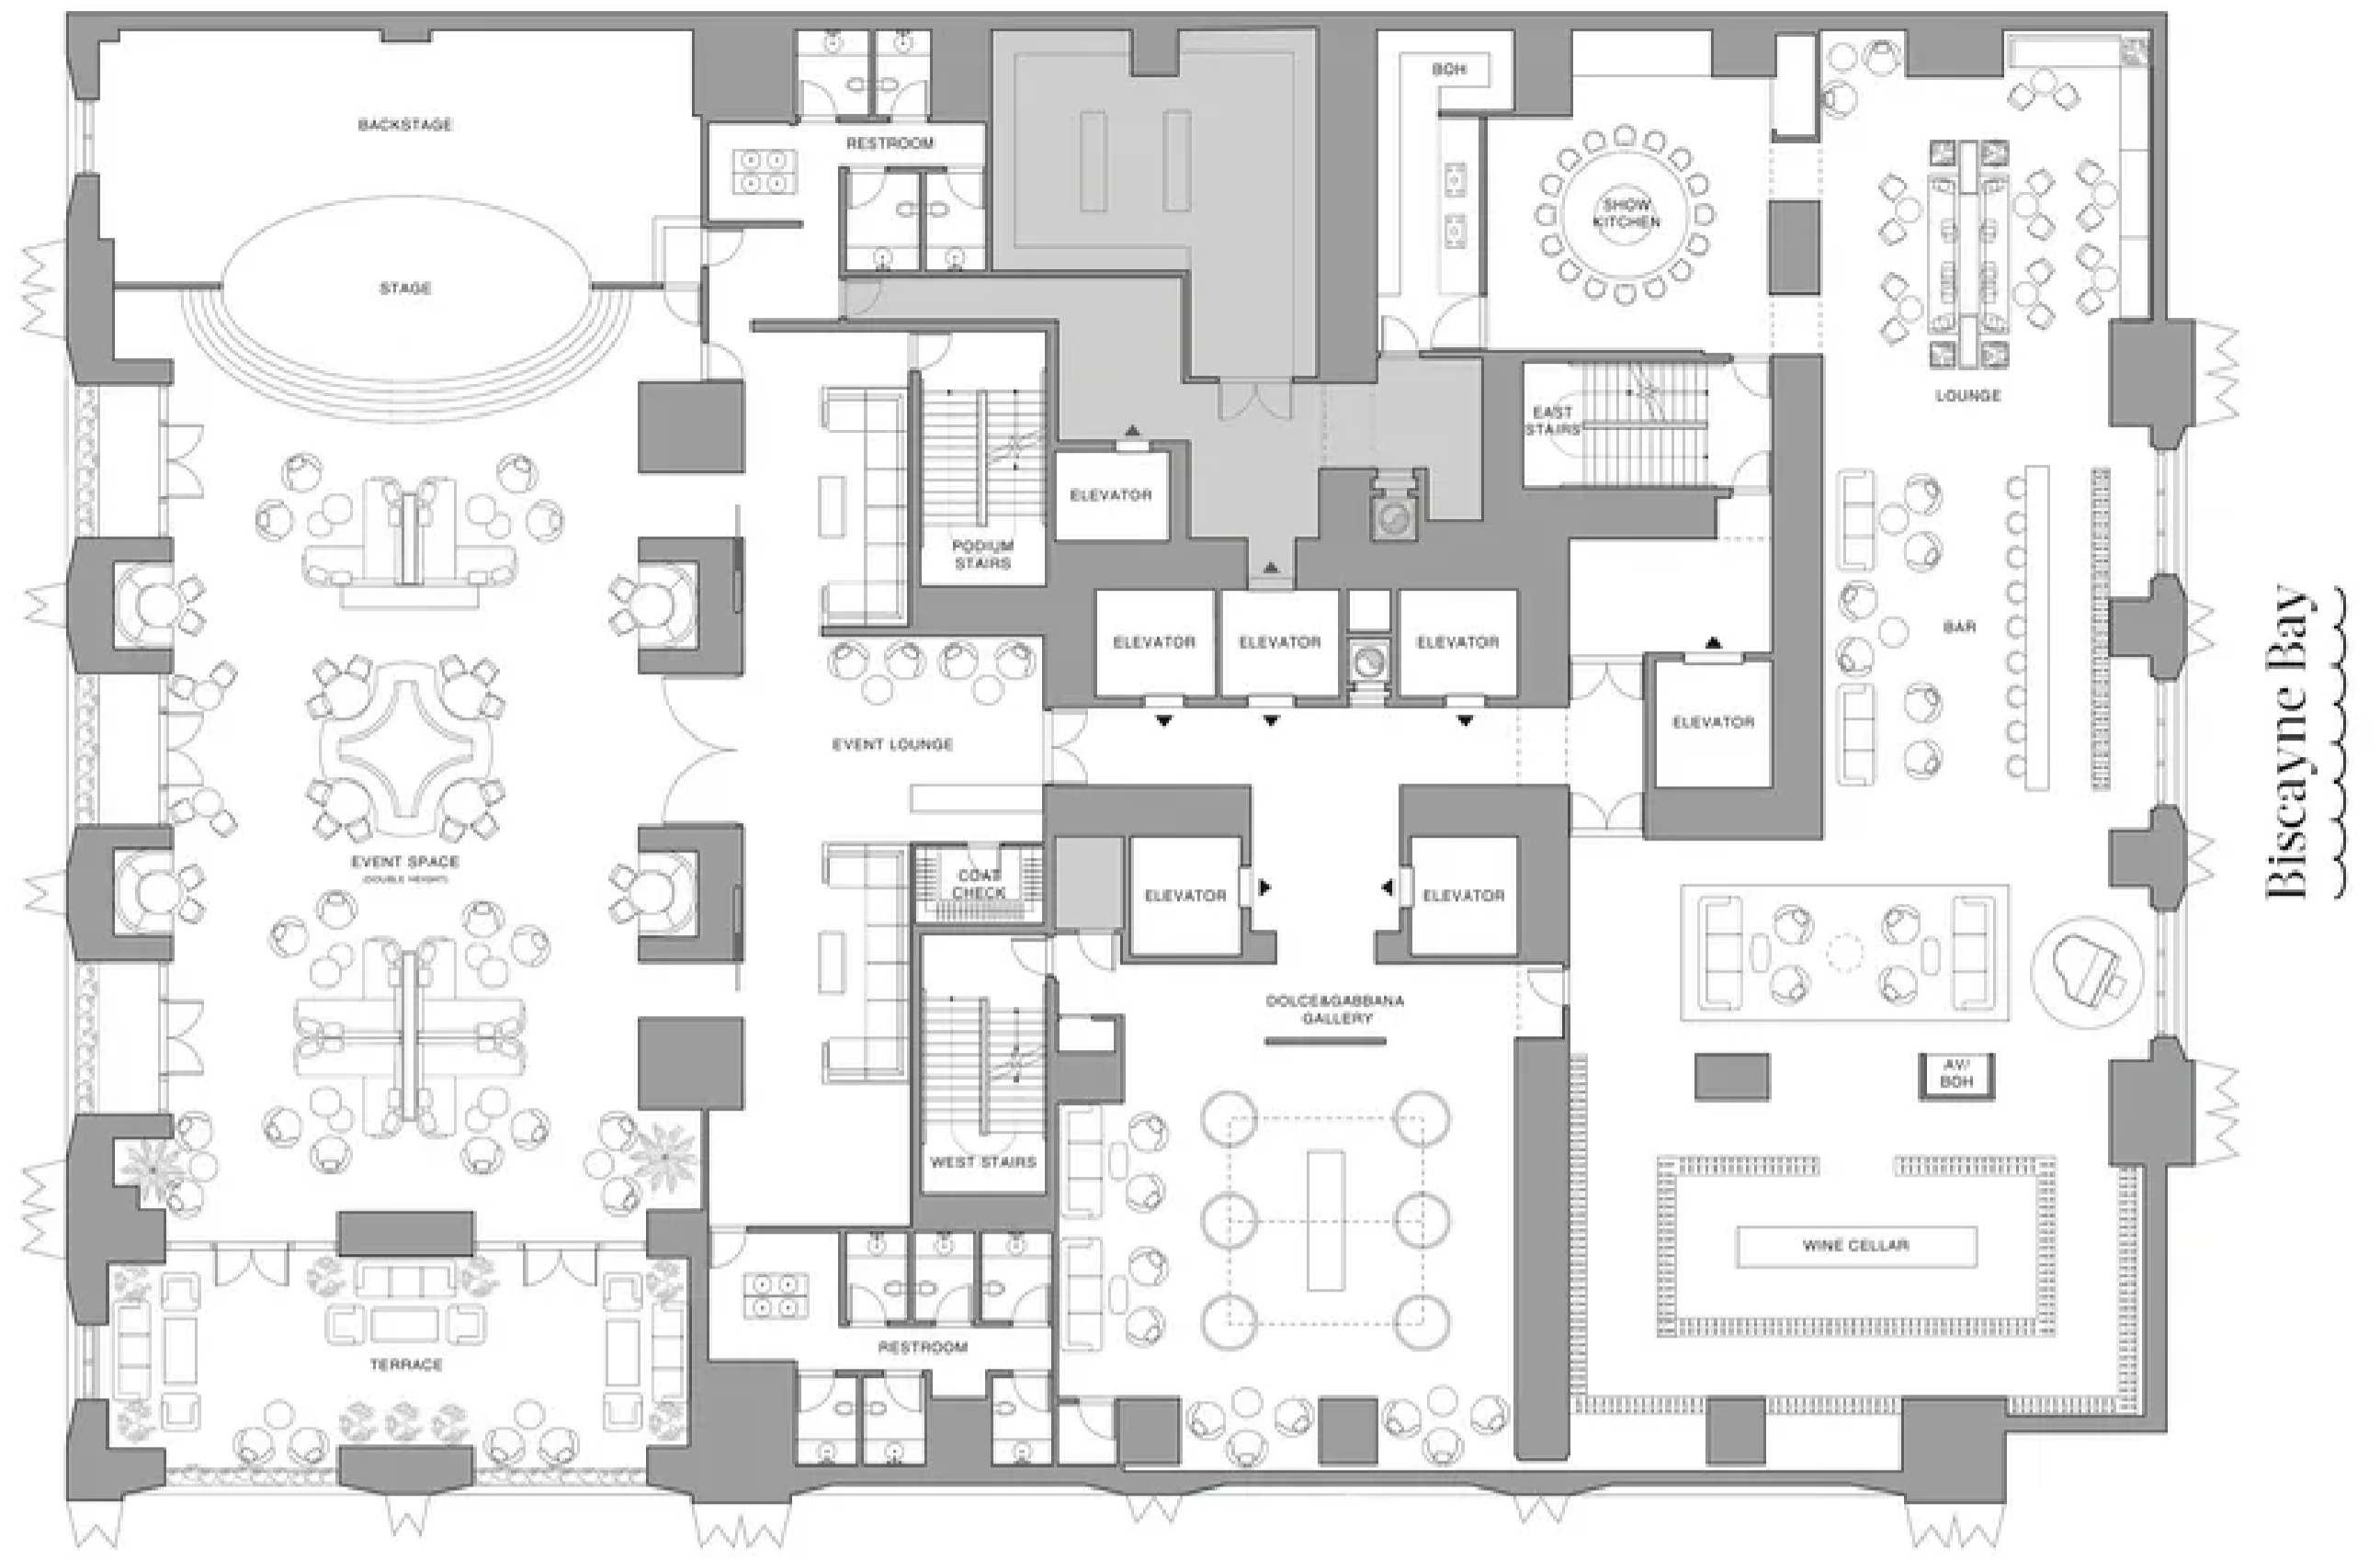 BACKSTAGE
RESTROOM
BOH
SHOW
KITCHEN
STAGE
LOUNGE
EAST
STAIRS
ELEVATOR
PODIUM
STAIRS
ELEVATOR
ELEVATOR
ELEVATOR
BAR
ELEVATOR
EVENT LOUNGE
Biscayne Bay
EVENT SPACE
(DOUBLE HEIGHT)
COAT
CHECK
ELEVATOR
ELEVATOR
DOLCE&GABBANA
GALLERY
AV/
BOH
WEST STAIRS
WINE CELLAR
RESTROOM
TERRACE